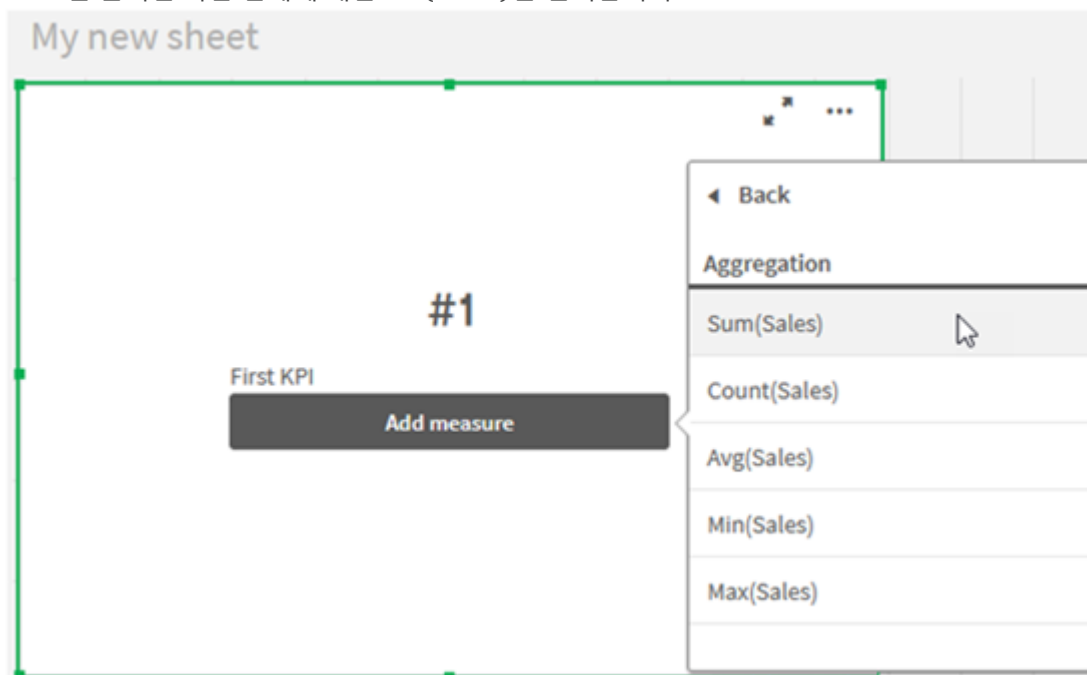 My new sheet
Back
Aggregation
#1
Sum(Sales)
First KPI
Count(Sales)
Add measure
Avg(Sales)
Min(Sales)
Max(Sales)